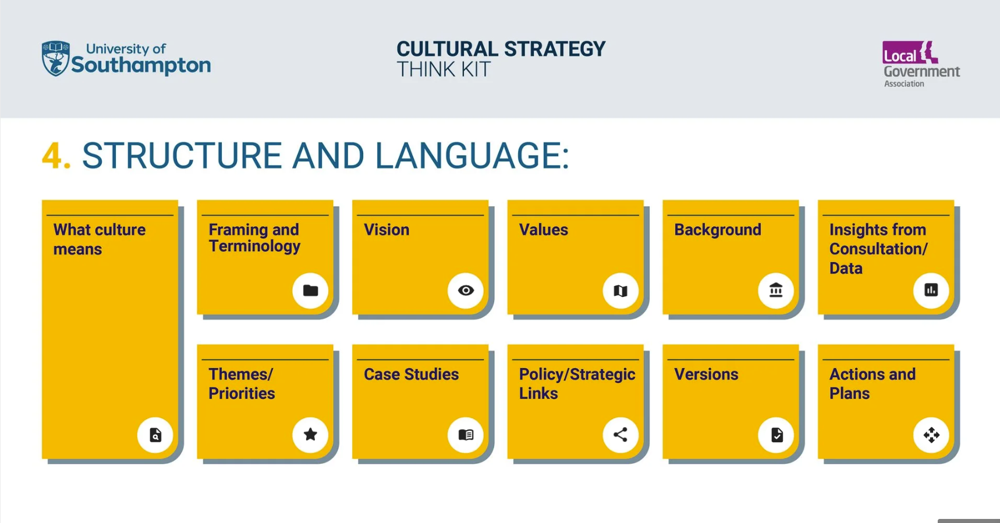 University of
Southampton
CULTURAL STRATEGY
THINK KIT
Local
Government
Association
4. STRUCTURE AND LANGUAGE:
What culture
means
Framing and
Terminology
Vision
Values
Background
Insights from
Consultation/
Data
Themes/
Priorities
Case Studies
Policy/Strategic
Links
Versions
Actions and
Plans